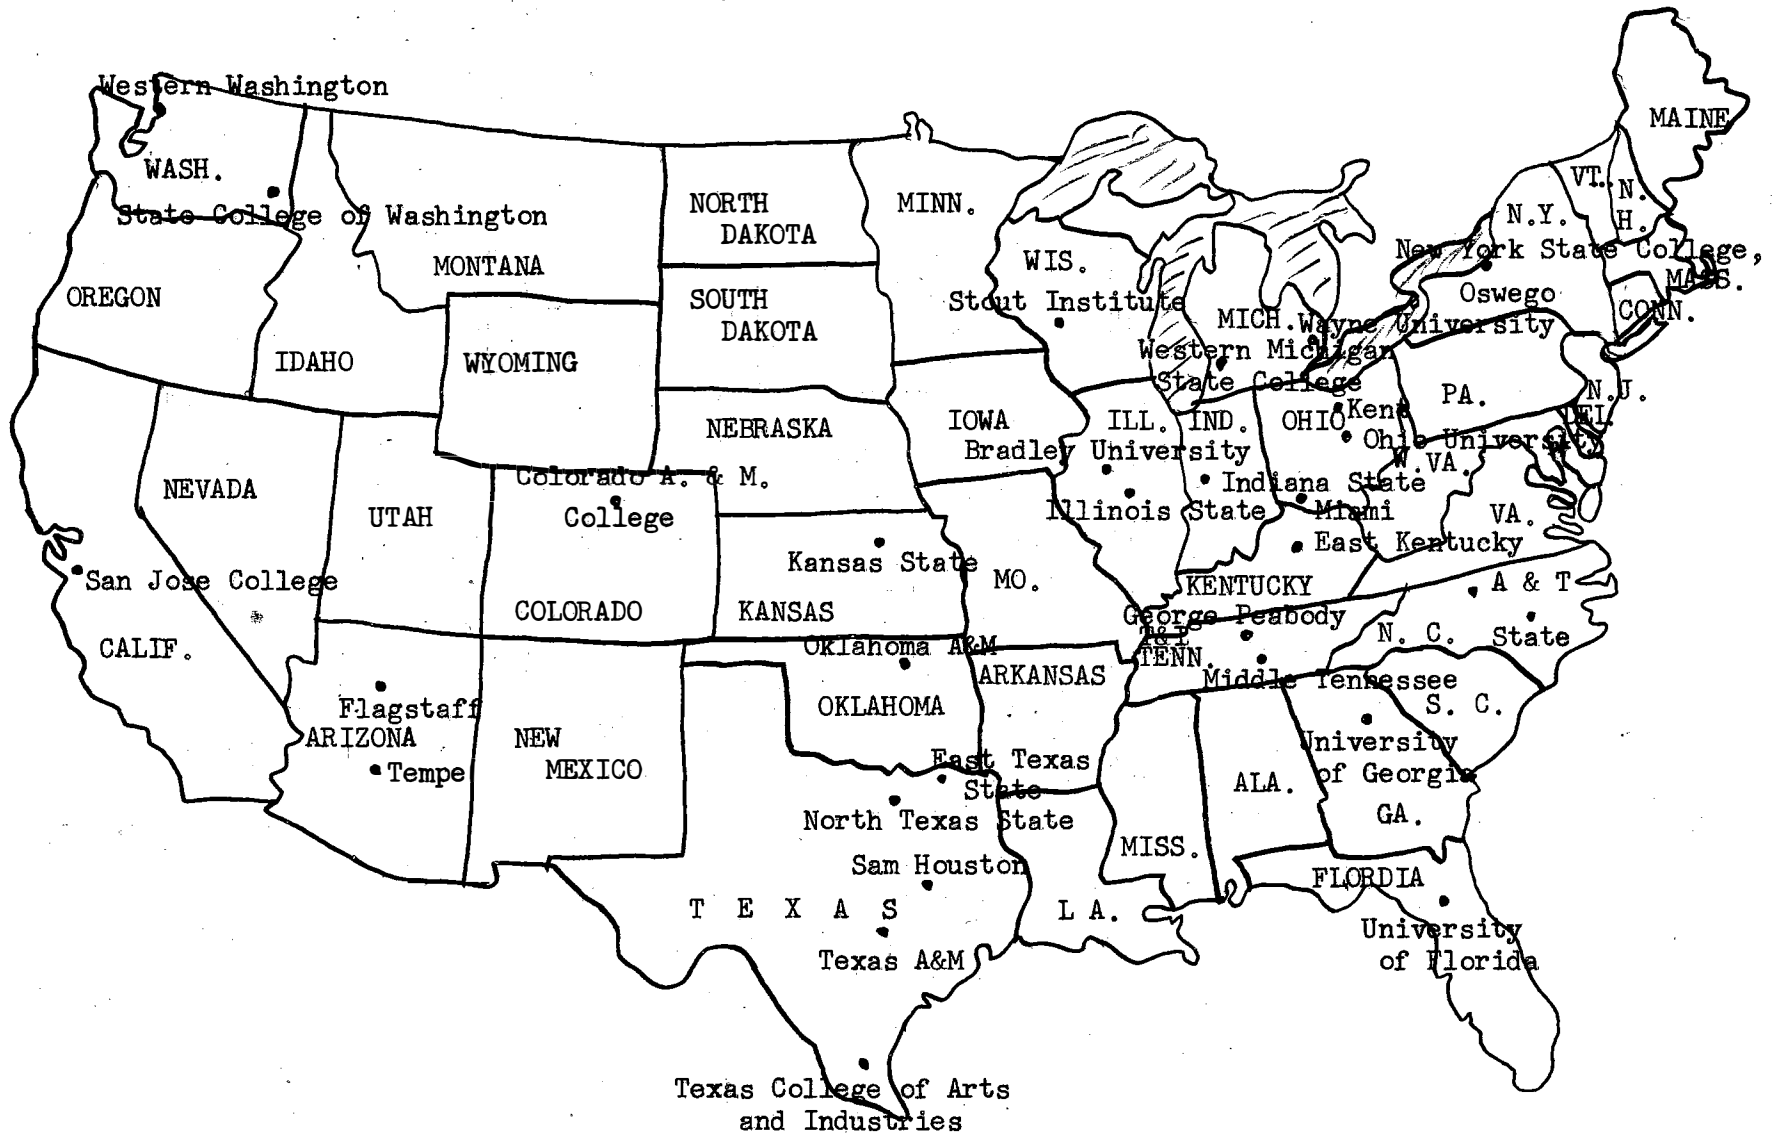 Western Washington
MAINE
WASH.
VT.
N.
H.
State College of Washington
NORTH
DAKOTA
MINN.
N.Y.
New York State College,
Oswego
MASS.
CONN.
MONTANA
WIS.
Stout Institute
OREGON
SOUTH
DAKOTA
MICH.
Wayne University
Western Michigan
State College
IDAHO
WYOMING
PA.
N.J.
DEL.
IOWA
ILL.
IND.
OHIO
Kent
Ohio University
NEBRASKA
Bradley University
W.VA.
Colorado A. & M.
College
Indiana State
NEVADA
UTAH
Illinois State
Miami
VA.
East Kentucky
Kansas State
San Jose College
MO.
KENTUCKY
A & T
COLORADO
KANSAS
George Peabody
N. C.
State
CALIF.
Oklahoma A&M
TENN.
ARKANSAS
Middle Tennessee
Flagstaff
OKLAHOMA
S. C.
ARIZONA
NEW
MEXICO
University
of Georgia
Tempe
East Texas
State
ALA.
North Texas State
GA.
MISS.
Sam Houston
FLORDIA
T E X A S
LA.
University
of Florida
Texas A&M
Texas College of Arts
and Industries